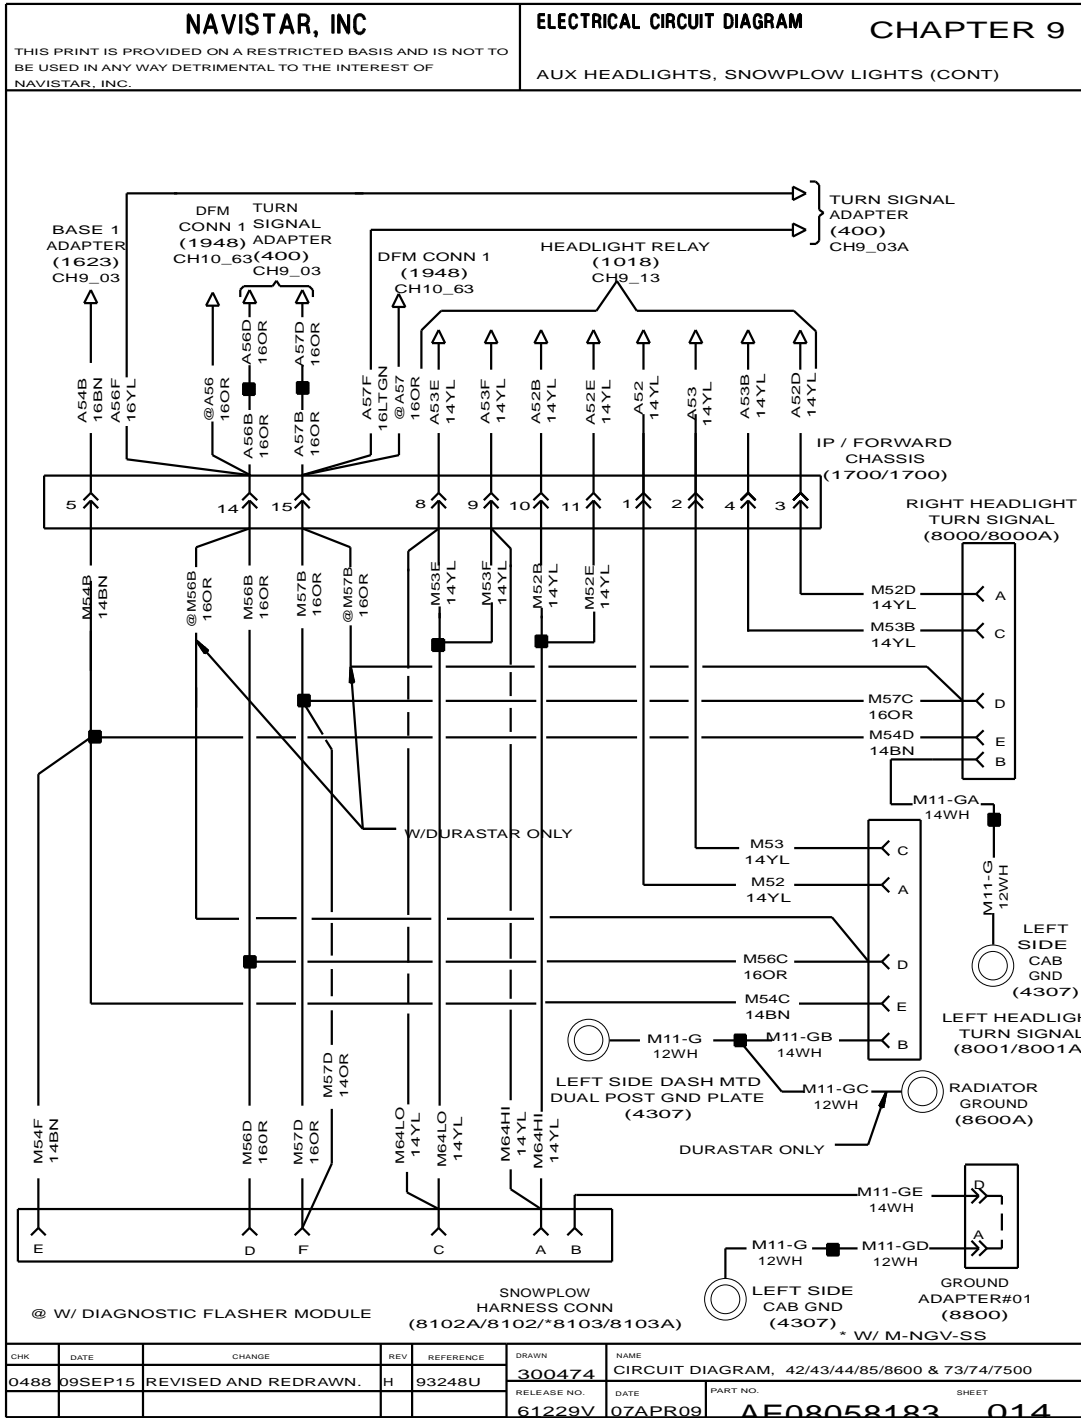 NAVISTAR, INC
THIS PRINT IS PROVIDED ON A RESTRICTED BASIS AND IS NOT TO
BE USED IN ANY WAY DETRIMENTAL TO THE INTEREST OF
NAVISTAR, INC.
ELECTRICAL CIRCUIT DIAGRAM
CHAPTER 9
AUX HEADLIGHTS, SNOWPLOW LIGHTS (CONT)
BASE 1
ADAPTER
(1623)
CH9_03
DFM
CONN 1
(1948)
CH10_63
TURN
SIGNAL
ADAPTER
(400)
CH9_03
DFM CONN 1
(1948)
CH10_63
HEADLIGHT RELAY
(1018)
CH9_13
TURN SIGNAL
ADAPTER
(400)
CH9_03A
A54B
16BN
A56F
16YL
@A56
16OR
A56D
16OR
A56B
16OR
A57D
16OR
A57B
16OR
A57F
16LTGN
@A57
16OR
A53E
14YL
A53F
14YL
A52B
14YL
A52E
14YL
A52
14YL
A53
14YL
A53B
14YL
A52D
14YL
IP / FORWARD
CHASSIS
(1700/1700)
5
14
15
8
9
10
11
1
2
4
3
RIGHT HEADLIGHT
TURN SIGNAL
(8000/8000A)
M54B
14BN
@M56B
16OR
M56B
16OR
M57B
16OR
@M57B
16OR
M53E
14YL
M53F
14YL
M52B
14YL
M52E
14YL
M52D
14YL
A
M53B
14YL
C
M57C
16OR
D
M54D
14BN
E
B
M11-GA
14WH
M11-G
12WH
LEFT
SIDE
CAB
GND
(4307)
W/DURASTAR ONLY
M53
14YL
C
M52
14YL
A
M56C
16OR
D
M54C
14BN
E
M11-G
12WH
M11-GB
14WH
B
LEFT HEADLIGH
TURN SIGNAL
(8001/8001A
LEFT SIDE DASH MTD
DUAL POST GND PLATE
(4307)
M11-GC
12WH
RADIATOR
GROUND
(8600A)
DURASTAR ONLY
M54F
14BN
M56D
16OR
M57D
16OR
M57D
14OR
M64LO
14YL
M64LO
14YL
M64HI
14YL
M64HI
14YL
M11-GE
14WH
D
M11-G
12WH
M11-GD
12WH
A
E
D
F
C
A
B
GROUND
ADAPTER#01
(8800)
LEFT SIDE
CAB GND
(4307)
* W/ M-NGV-SS
@ W/ DIAGNOSTIC FLASHER MODULE
SNOWPLOW
HARNESS CONN
(8102A/8102/*8103/8103A)
CHK DATE CHANGE REV REFERENCE
0488 09SEP15 REVISED AND REDRAWN. H 93248U
DRAWN
300474
NAME
CIRCUIT DIAGRAM, 42/43/44/85/8600 & 73/74/7500
RELEASE NO.
61229V
DATE
07APR09
PART NO.
AE08058183
SHEET
014